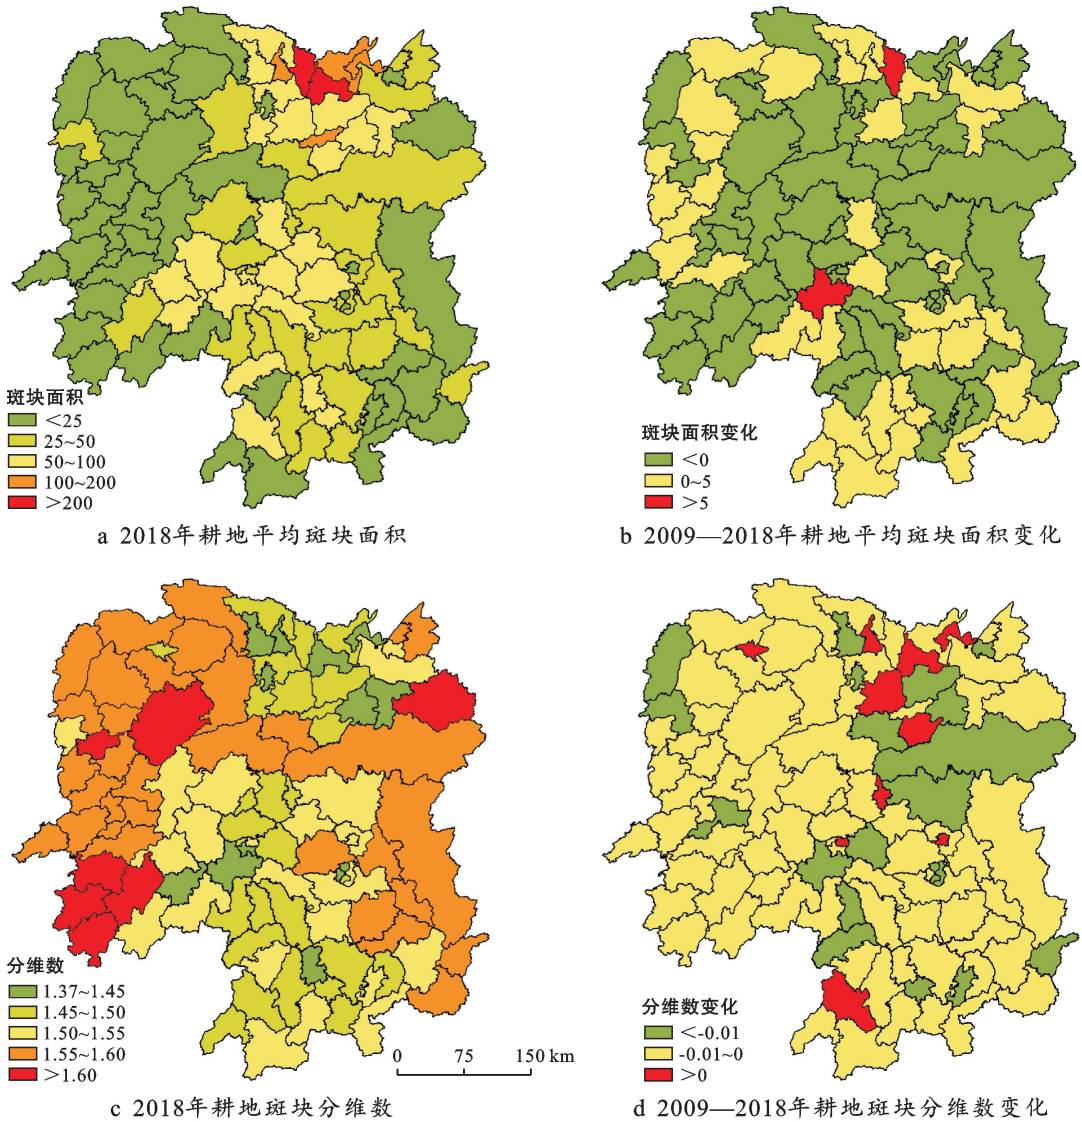 斑块面积
<25
25~50
50~100
100~200
>200
a 2018年耕地平均斑块面积
斑块面积变化
<0
0~5
>5
b 2009—2018年耕地平均斑块面积变化
分维数
1.37~1.45
1.45~1.50
1.50~1.55
1.55~1.60
>1.60
0 75 150 km
c 2018年耕地斑块分维数
分维数变化
<-0.01
-0.01~0
>0
d 2009—2018年耕地斑块分维数变化